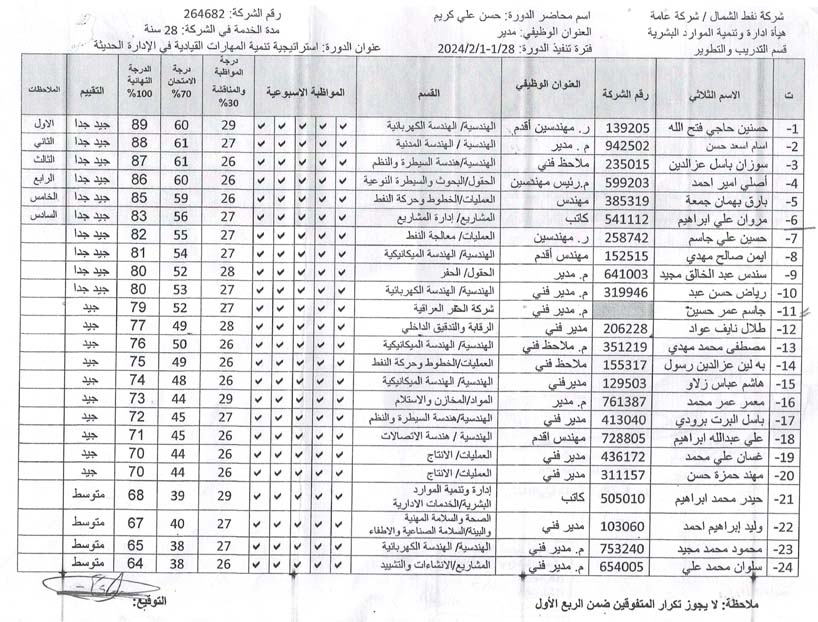 شركة نفط الشمال / شركة عامة
هيأة ادارة وتنمية الموارد البشرية
قسم التدريب والتطوير
اسم محاضر الدورة: حسن علي كريم
العنوان الوظيفي: مدير
فترة تنفيذ الدورة: 1/28-2024/2/1
رقم الشركة: 264682
مدة الخدمة في الشركة: 28 سنة
عنوان الدورة: استراتيجية تنمية المهارات القيادية في الإدارة الحديثة
ت الاسم الثلاثي رقم الشركة العنوان الوظيفي القسم المواظبة الاسبوعية درجة المواظبة والمناقشة 30% درجة الامتحان 70% الدرجة النهائية 100% التقييم الملاحظات
1- حسنين حاجي فتح الله 139205 ر. مهندسين أقدم الهندسية/ الهندسة الكهربائية ✓ ✓ ✓ ✓ ✓ 29 60 89 جيد جدا الاول
2- اسام اسعد حسن 942502 م. مدير الهندسية / الهندسة المدنية ✓ ✓ ✓ ✓ ✓ 27 61 88 جيد جدا الثاني
3- سوزان باسل عزالدين 235015 ملاحظ فني الهندسية/هندسة السيطرة والنظم ✓ ✓ ✓ ✓ ✓ 26 61 87 جيد جدا الثالث
4- أصلي امير احمد 599203 م.رئيس مهندسين الحقول/البحوث والسيطرة النوعية ✓ ✓ ✓ ✓ ✓ 26 60 86 جيد جدا الرابع
5- بارق بهمان جمعة 385319 مهندس العمليات/الخطوط وحركة النفط ✓ ✓ ✓ ✓ ✓ 26 59 85 جيد جدا الخامس
6- مروان علي ابراهيم 541112 كاتب المشاريع/ إدارة المشاريع ✓ ✓ ✓ ✓ ✓ 27 56 83 جيد جدا السادس
7- حسين علي جاسم 258742 ر. مهندسين العمليات/ معالجة النفط ✓ ✓ ✓ ✓ ✓ 27 55 82 جيد جدا
8- ايمن صالح مهدي 152515 مهندس أقدم الهندسية/ الهندسة الميكانيكية ✓ ✓ ✓ ✓ ✓ 27 54 81 جيد جدا
9- سندس عبد الخالق مجيد 641003 م. مدير الحقول/ الحفر ✓ ✓ ✓ ✓ ✓ 28 52 80 جيد جدا
10- رياض حسن عبد 319946 م. مدير فني الهندسية/ الهندسة الكهربائية ✓ ✓ ✓ ✓ ✓ 27 53 80 جيد جدا
11- جاسم عمر حسين م. مدير فني شركة الحفر العراقية ✓ ✓ ✓ ✓ ✓ 27 52 79 جيد
12- طلال نايف عواد 206228 مدير فني الرقابة والتدقيق الداخلي ✓ ✓ ✓ ✓ ✓ 28 49 77 جيد
13- مصطفى محمد مهدي 351219 م. مدير فني الهندسية/ الهندسة الميكانيكية ✓ ✓ ✓ ✓ ✓ 26 50 76 جيد
14- به لين عزالدين رسول 155317 ملاحظ فني العمليات/الخطوط وحركة النفط ✓ ✓ ✓ ✓ ✓ 26 49 75 جيد
15- هاشم عباس زلاو 129503 مدير فني الهندسية/ الهندسة الميكانيكية ✓ ✓ ✓ ✓ ✓ 26 48 74 جيد
16- معمر عمر محمد 761387 م. مدير المواد/المخازن والاستلام ✓ ✓ ✓ ✓ ✓ 29 44 73 جيد
17- باسل البرت برودي 413040 مدير فني الهندسية/هندسة السيطرة والنظم ✓ ✓ ✓ ✓ ✓ 27 45 72 جيد
18- علي عبدالله ابراهيم 728805 مهندس اقدم الهندسية / هندسة الاتصالات ✓ ✓ ✓ ✓ ✓ 26 45 71 جيد
19- غسان علي محمد 436172 مدير فني العمليات/ الانتاج ✓ ✓ ✓ ✓ ✓ 26 44 70 جيد
20- مهند حمزة حسن 311157 مدير فني العمليات/ الانتاج ✓ ✓ ✓ ✓ ✓ 26 44 70 جيد
21- حيدر محمد ابراهيم 505010 كاتب إدارة وتنمية الموارد البشرية/الخدمات الادارية ✓ ✓ ✓ ✓ ✓ 29 39 68 متوسط
22- وليد إبراهيم احمد 103060 مدير فني الصحة والسلامة المهنية والبيئة/السلامة الصناعية والاطفاء ✓ ✓ ✓ ✓ ✓ 27 40 67 متوسط
23- محمود محمد مجيد 753240 م. مدير فني الهندسية/ الهندسة الكهربائية ✓ ✓ ✓ ✓ ✓ 27 38 65 متوسط
24- سلوان محمد علي 654005 م. مدير فني المشاريع/الانشاءات والتشييد ✓ ✓ ✓ ✓ ✓ 26 38 64 متوسط
ملاحظة: لا يجوز تكرار المتفوقين ضمن الربع الأول
التوقيع: